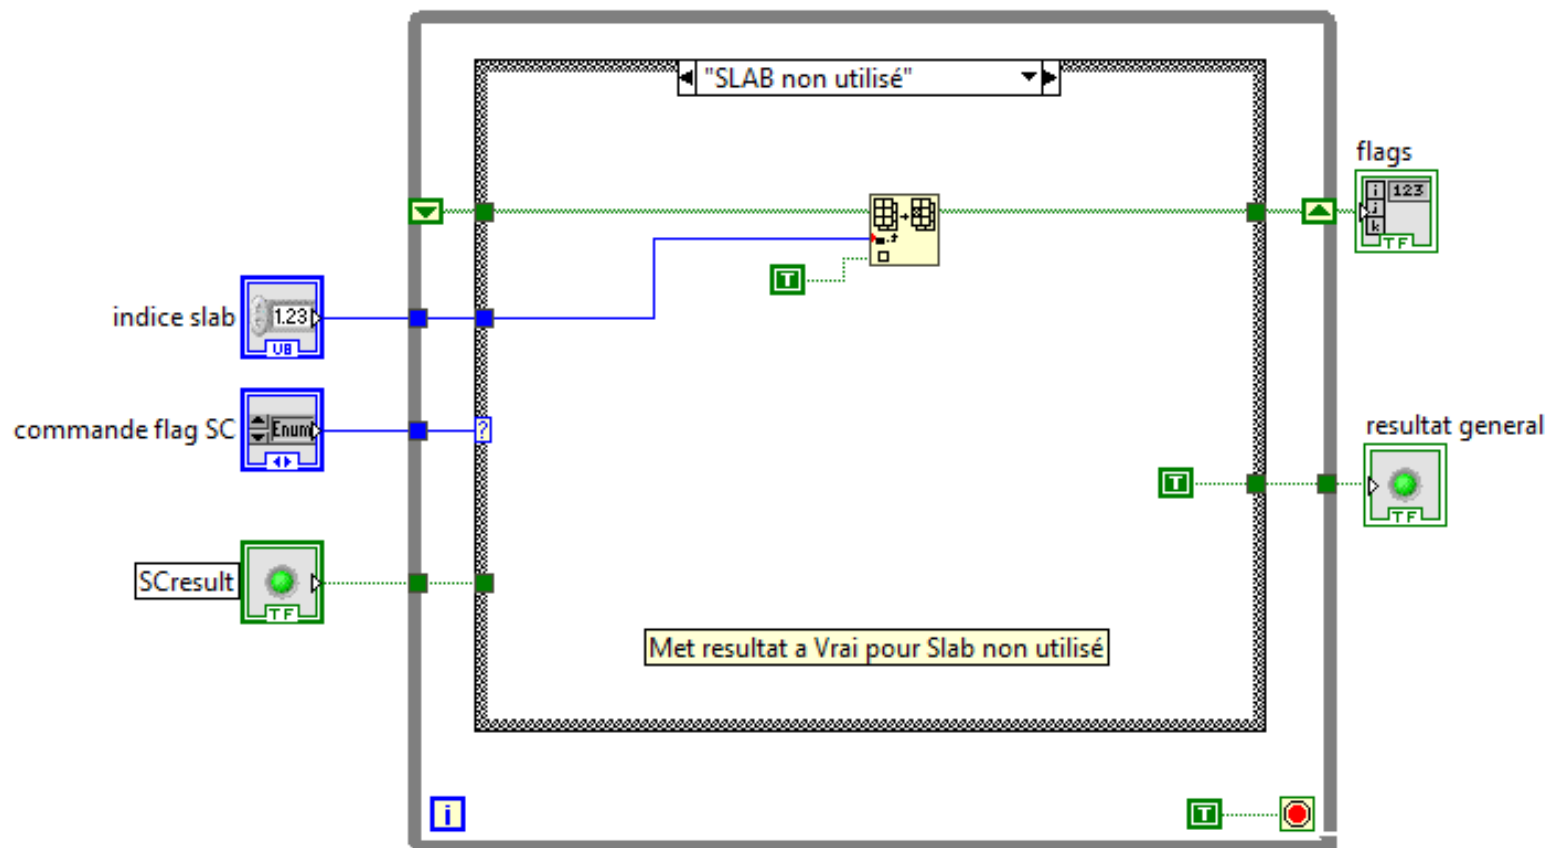 "SLAB non utilisé"
flags
i
j
k
123
TF
T
indice slab
1.23
U8
commande flag SC
Enum
?
resultat general
T
TF
SCresult
TF
Met resultat a Vrai pour Slab non utilisé
i
T